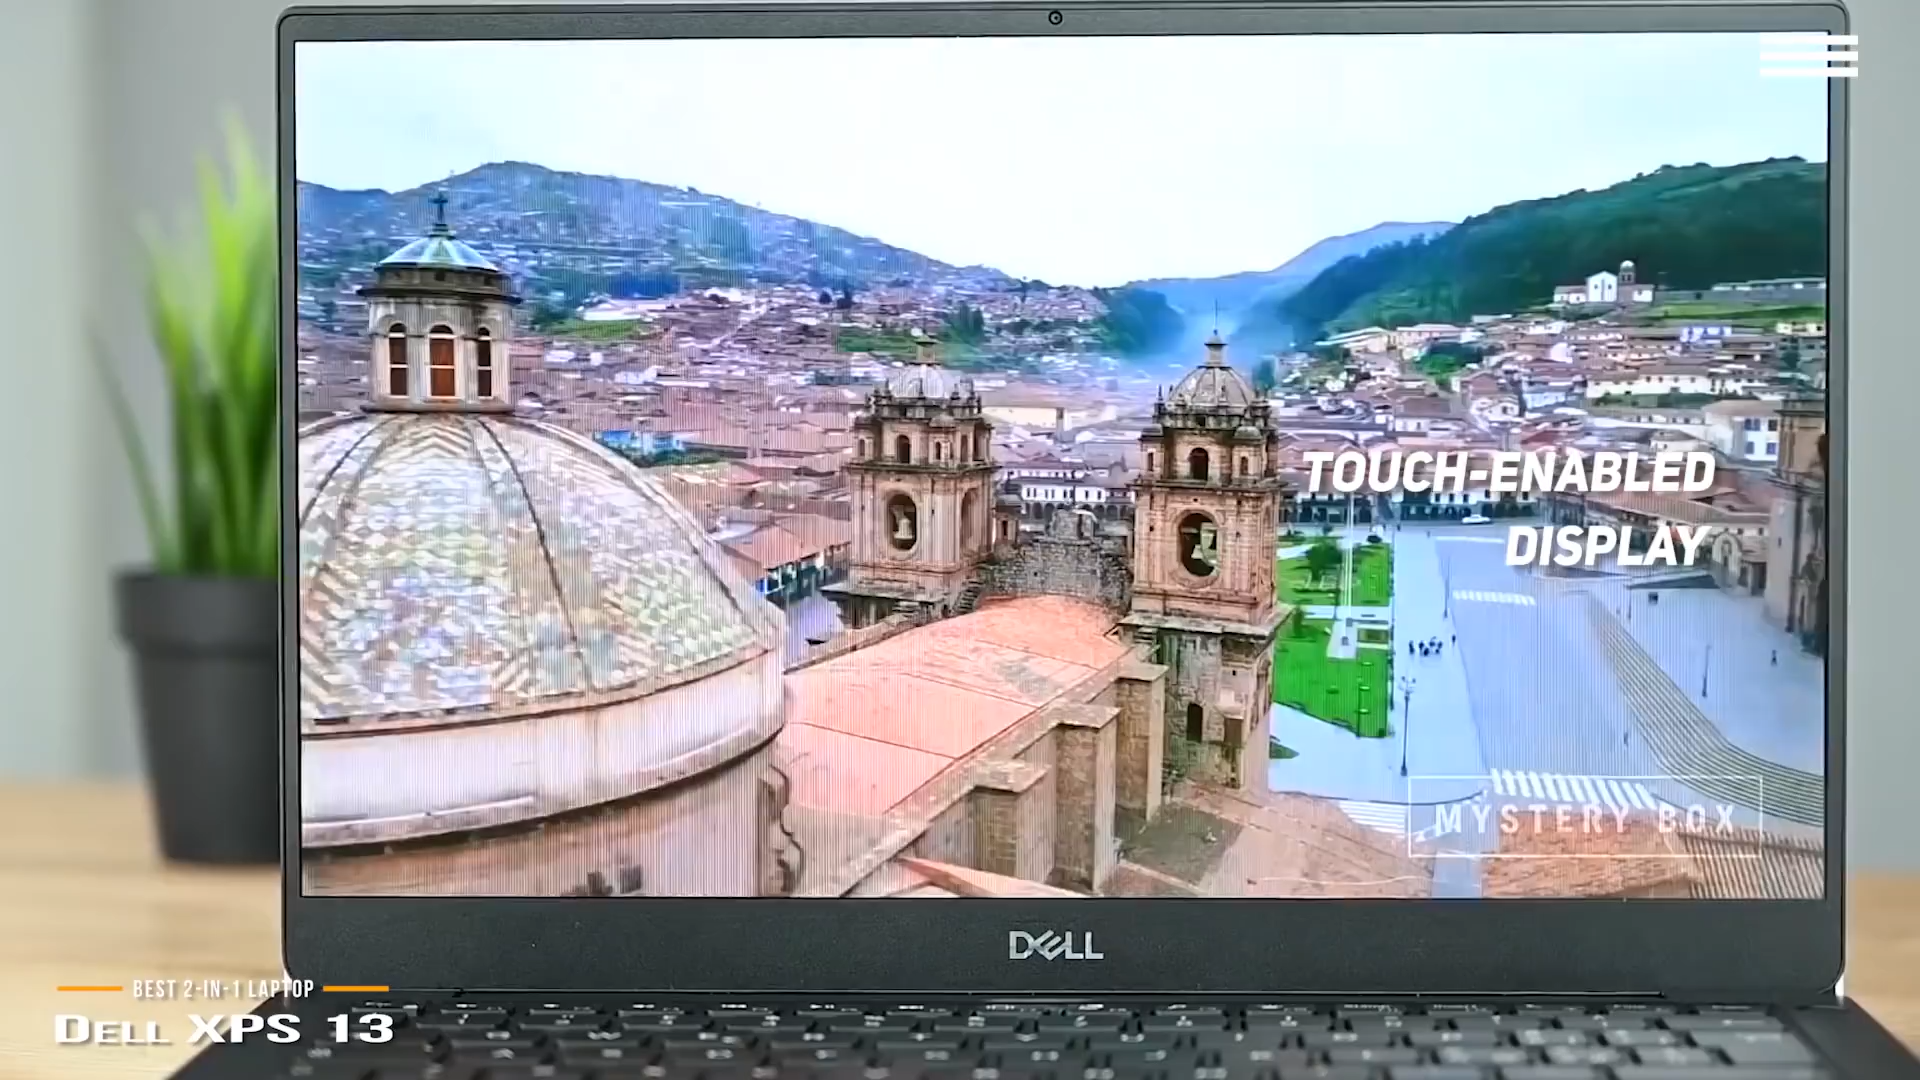 TOUCH-ENABLED
DISPLAY
MYSTERY BOX
DELL
BEST 2-IN-1 LAPTOP
DELL XPS 13